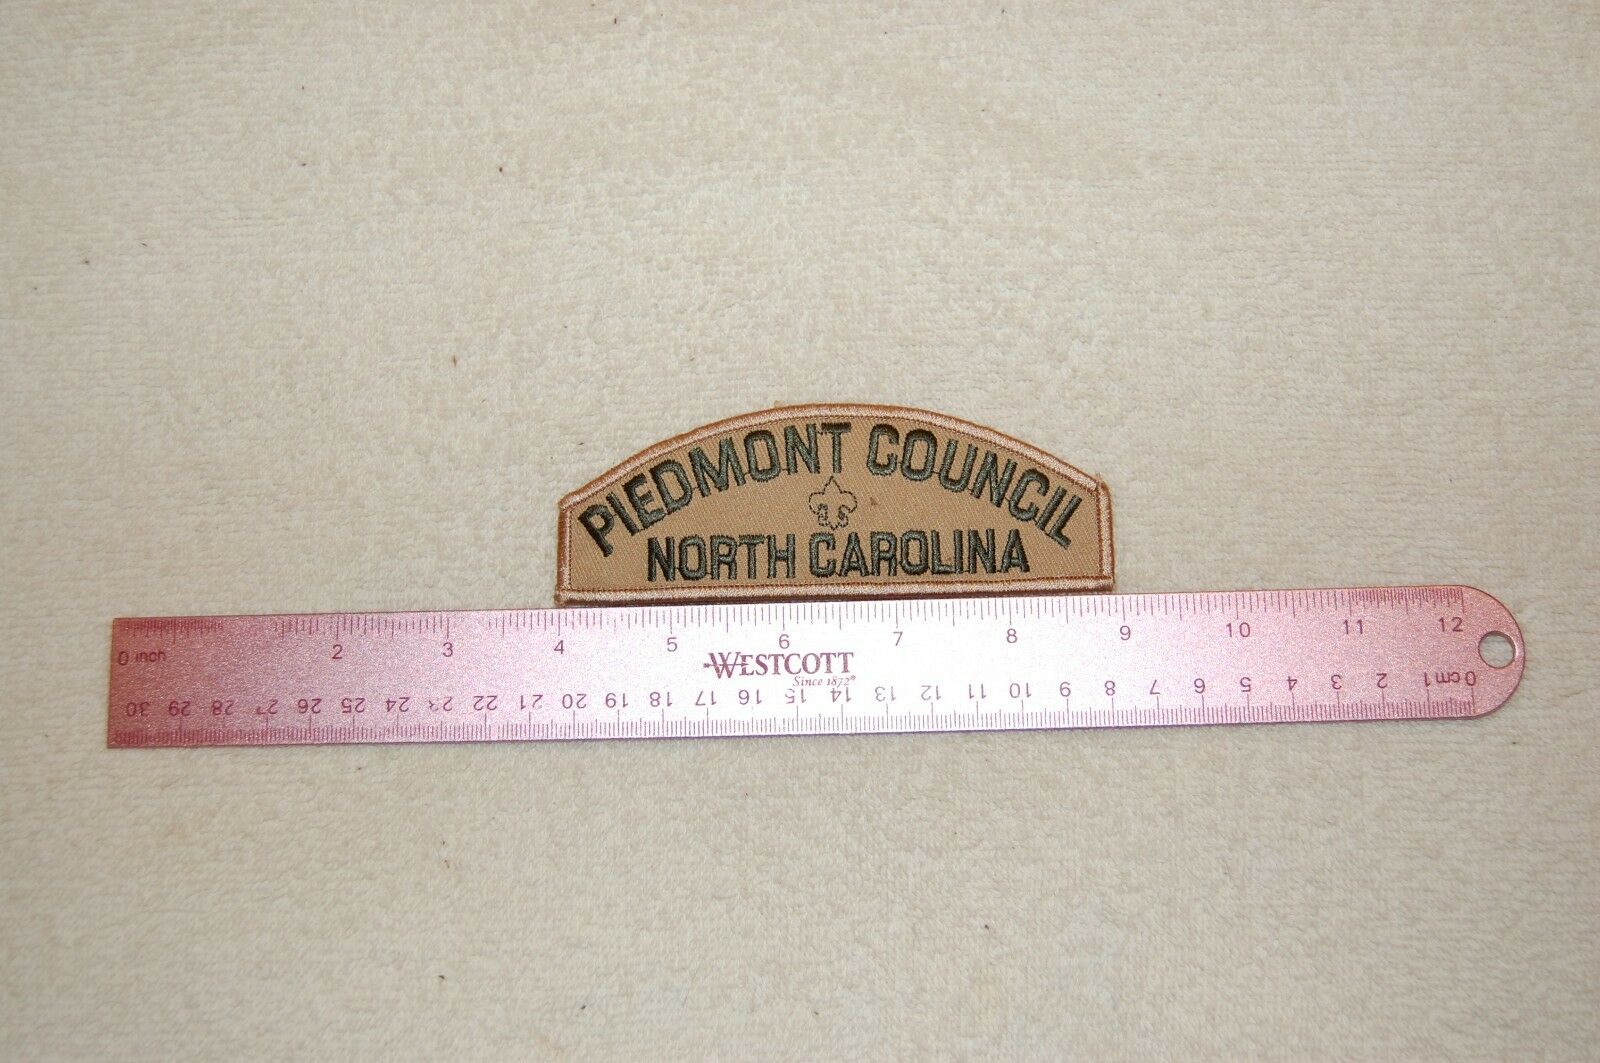 PIEDMONT COUNCIL
NORTH CAROLINA
0 inch 2 3 4 5 6 7 8 9 10 11 12
WESTCOTT
Since 1872®
30 29 28 27 26 25 24 23 22 21 20 19 18 17 16 15 14 13 12 11 10 9 8 7 6 5 4 3 2 1 cm 0